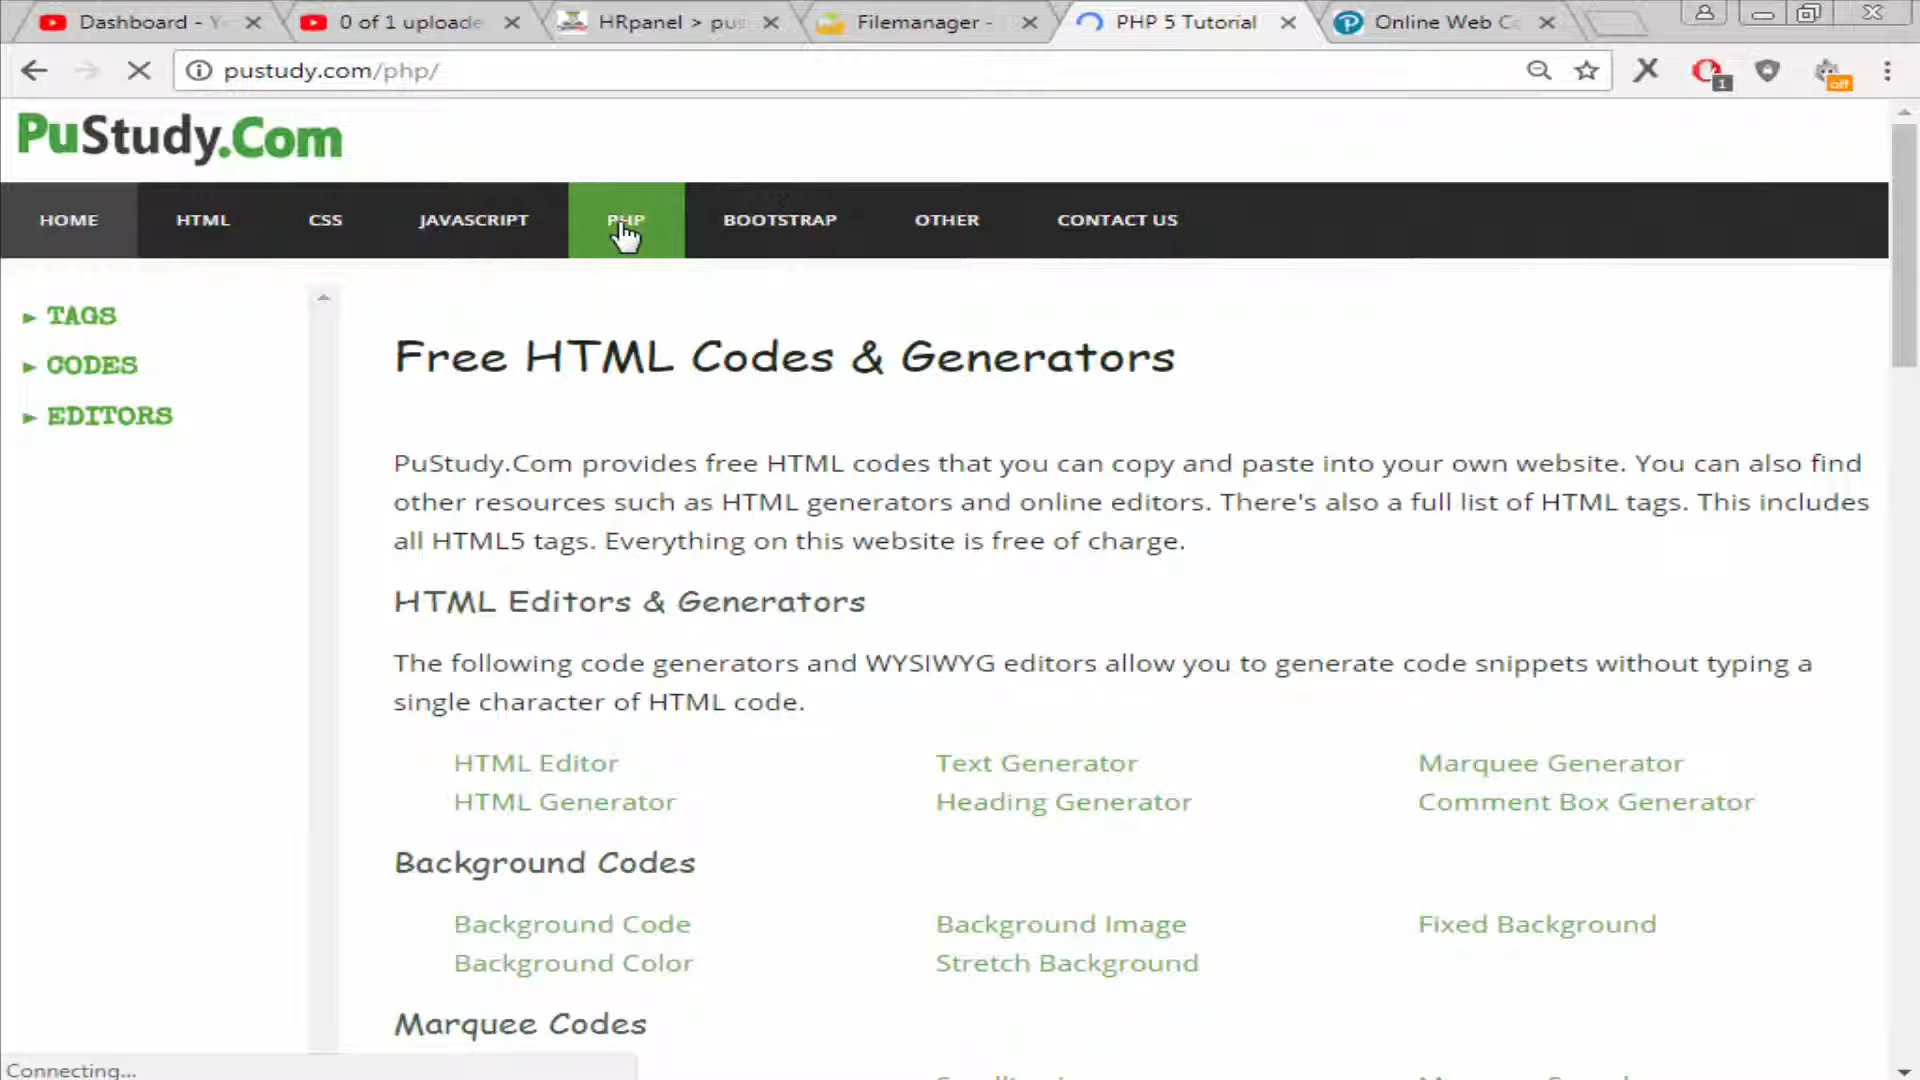 Dashboard - Y
0 of 1 uploade
HRpanel > pu
Filemanager -
PHP 5 Tutorial
Online Web C
pustudy.com/php/
1
off
PuStudy.Com
HOME
HTML
CSS
JAVASCRIPT
PHP
BOOTSTRAP
OTHER
CONTACT US
► TAGS
► CODES
► EDITORS
Free HTML Codes & Generators
PuStudy.Com provides free HTML codes that you can copy and paste into your own website. You can also find
other resources such as HTML generators and online editors. There's also a full list of HTML tags. This includes
all HTML5 tags. Everything on this website is free of charge.
HTML Editors & Generators
The following code generators and WYSIWYG editors allow you to generate code snippets without typing a
single character of HTML code.
HTML Editor
Text Generator
Marquee Generator
HTML Generator
Heading Generator
Comment Box Generator
Background Codes
Background Code
Background Image
Fixed Background
Background Color
Stretch Background
Marquee Codes
Connecting...